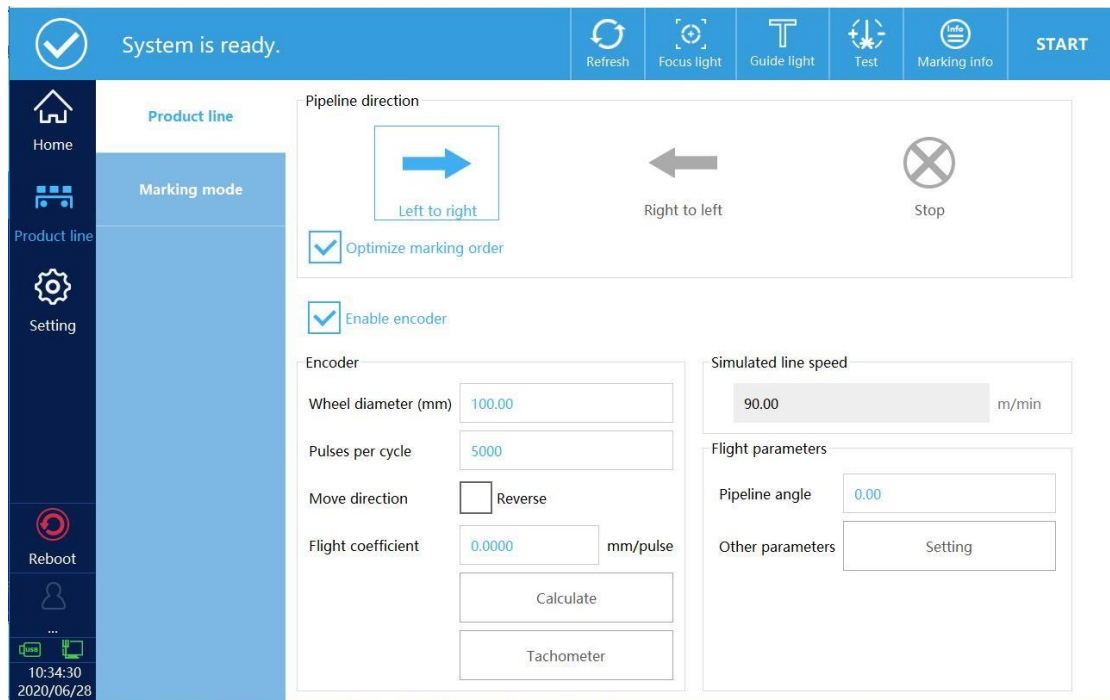 System is ready.
Refresh
Focus light
Guide light
Test
Info
Marking info
START
Home
Product line
Setting
Reboot
...
USB
10:34:30
2020/06/28
Product line
Marking mode
Pipeline direction
Left to right
Right to left
Stop
Optimize marking order
Enable encoder
Encoder
Wheel diameter (mm) 100.00
Pulses per cycle 5000
Move direction Reverse
Flight coefficient 0.0000 mm/pulse
Calculate
Tachometer
Simulated line speed
90.00 m/min
Flight parameters
Pipeline angle 0.00
Other parameters Setting